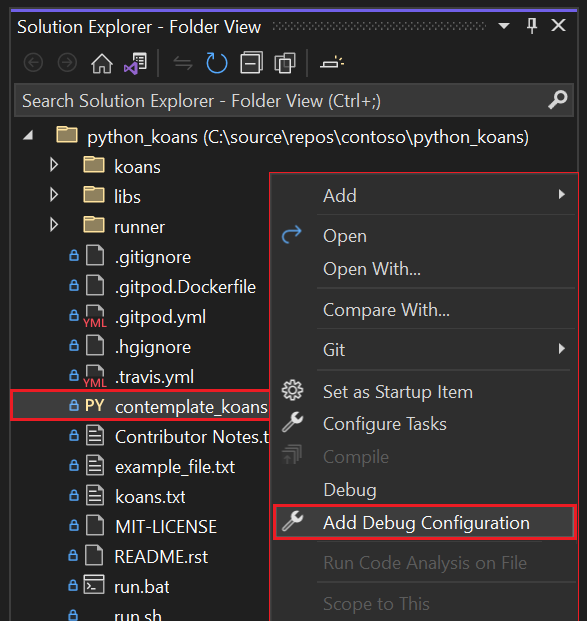 Solution Explorer - Folder View
Search Solution Explorer - Folder View (Ctrl+;)
python_koans (C:\source\repos\contoso\python_koans)
koans
libs
runner
.gitignore
.gitpod.Dockerfile
YML .gitpod.yml
.hgignore
YML .travis.yml
PY contemplate_koans
Contributor Notes.t
example_file.txt
koans.txt
MIT-LICENSE
README.rst
run.bat
run.sh
Add
Open
Open With...
Compare With...
Git
Set as Startup Item
Configure Tasks
Compile
Debug
Add Debug Configuration
Run Code Analysis on File
Scope to This